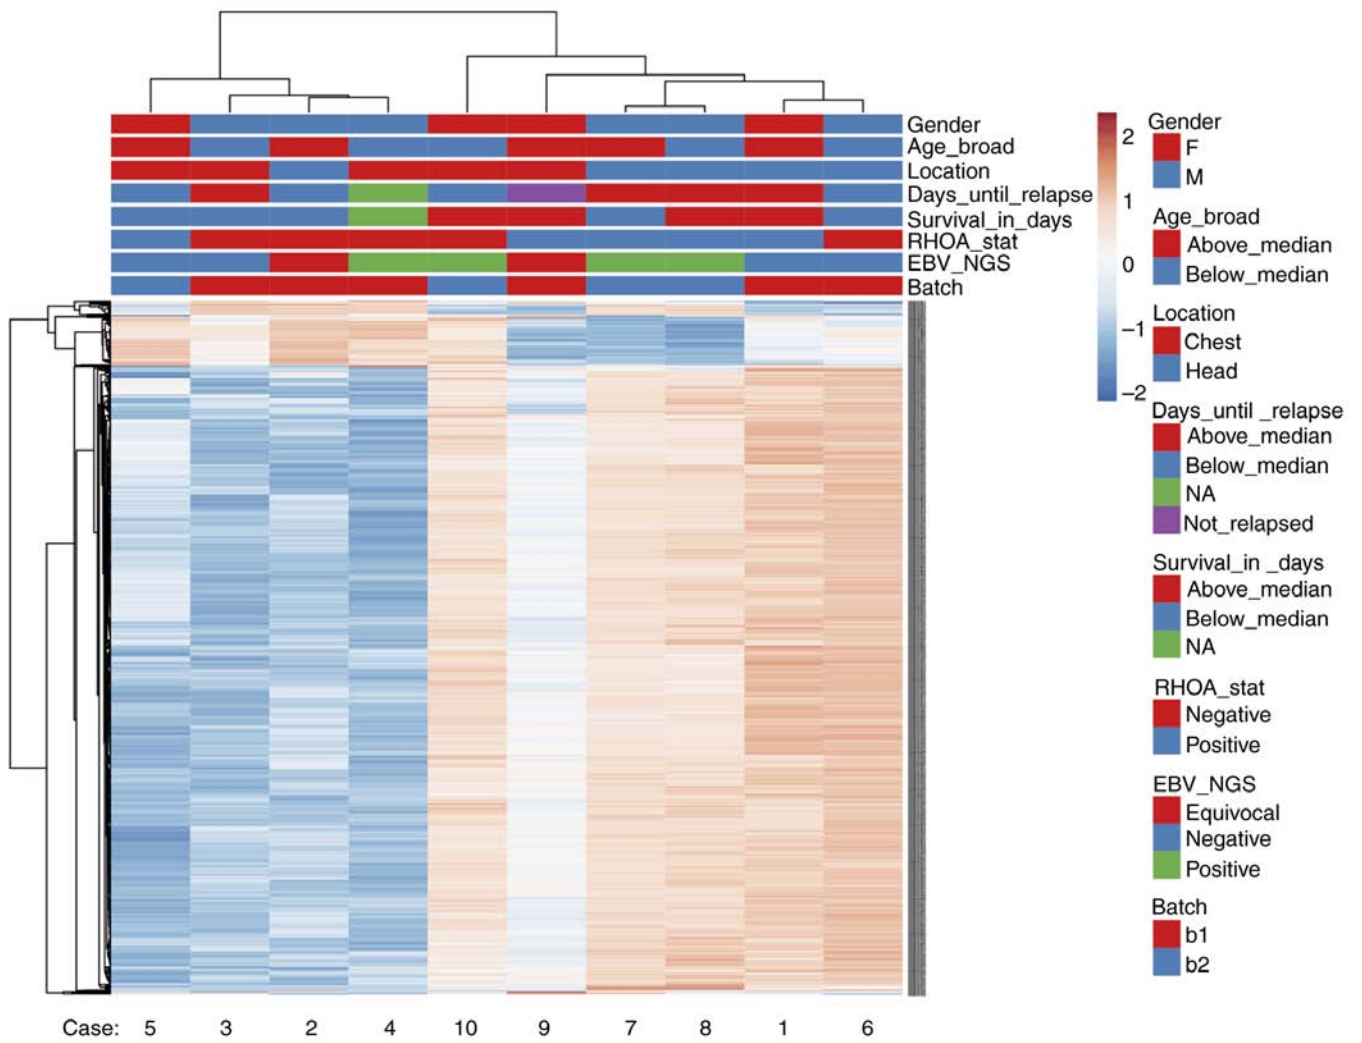 Gender
Age_broad
Location
Days_until_relapse
Survival_in_days
RHOA_stat
EBV_NGS
Batch
2
1
0
−1
−2
Gender
F
M
Age_broad
Above_median
Below_median
Location
Chest
Head
Days_until _relapse
Above_median
Below_median
NA
Not_relapsed
Survival_in _days
Above_median
Below_median
NA
RHOA_stat
Negative
Positive
EBV_NGS
Equivocal
Negative
Positive
Batch
b1
b2
Case: 5 3 2 4 10 9 7 8 1 6